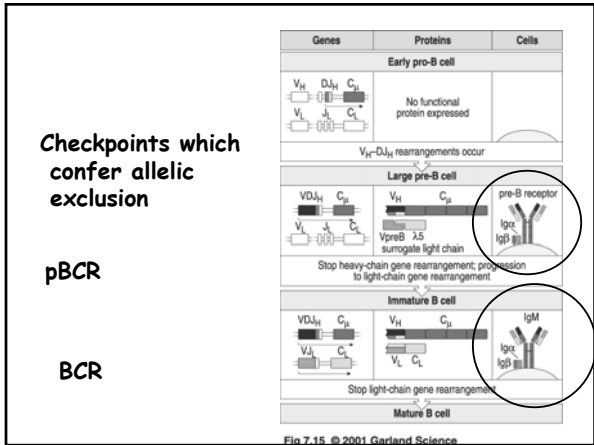 Checkpoints which
confer allelic
exclusion
pBCR
BCR
Genes Proteins Cells
Early pro-B cell
V_H DJ_H C_μ
V_L J_L C_L
No functional
protein expressed
V_H–DJ_H rearrangements occur
Large pre-B cell
VDJ_H C_μ
V_L J_L C_L
V_H C_μ
VpreB λ5
surrogate light chain
pre-B receptor
Igα
Igβ
Stop heavy-chain gene rearrangement; progression
to light-chain gene rearrangement
Immature B cell
VDJ_H C_μ
VJ_L C_L
V_H C_μ
V_L C_L
IgM
Igα
Igβ
Stop light-chain gene rearrangement
Mature B cell
Fig 7.15 © 2001 Garland Science